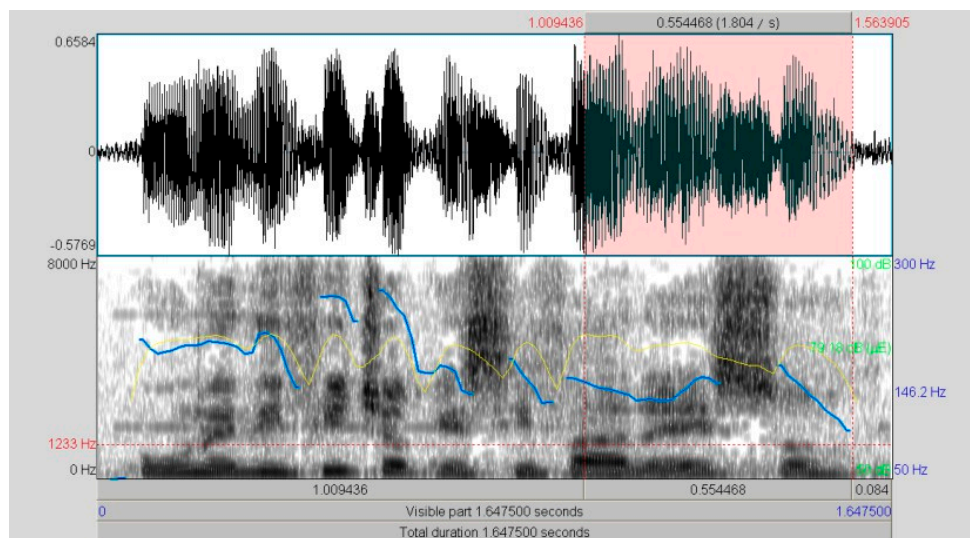 1.009436 0.554468 (1.804 / s) 1.563905
0.6584
0
-0.5769
8000 Hz 100 dB 300 Hz
79.18 dB (µE)
146.2 Hz
1233 Hz
0 Hz 50 dB 50 Hz
1.009436 0.554468 0.084
0 Visible part 1.647500 seconds 1.647500
Total duration 1.647500 seconds